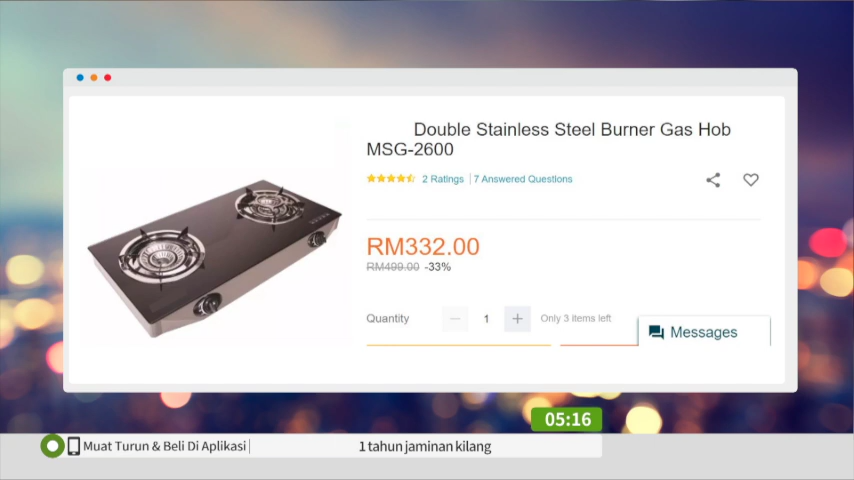 Double Stainless Steel Burner Gas Hob
MSG-2600
2 Ratings | 7 Answered Questions
RM332.00
RM499.00 -33%
Quantity − 1 + Only 3 items left
Messages
05:16
Muat Turun & Beli Di Aplikasi | 1 tahun jaminan kilang